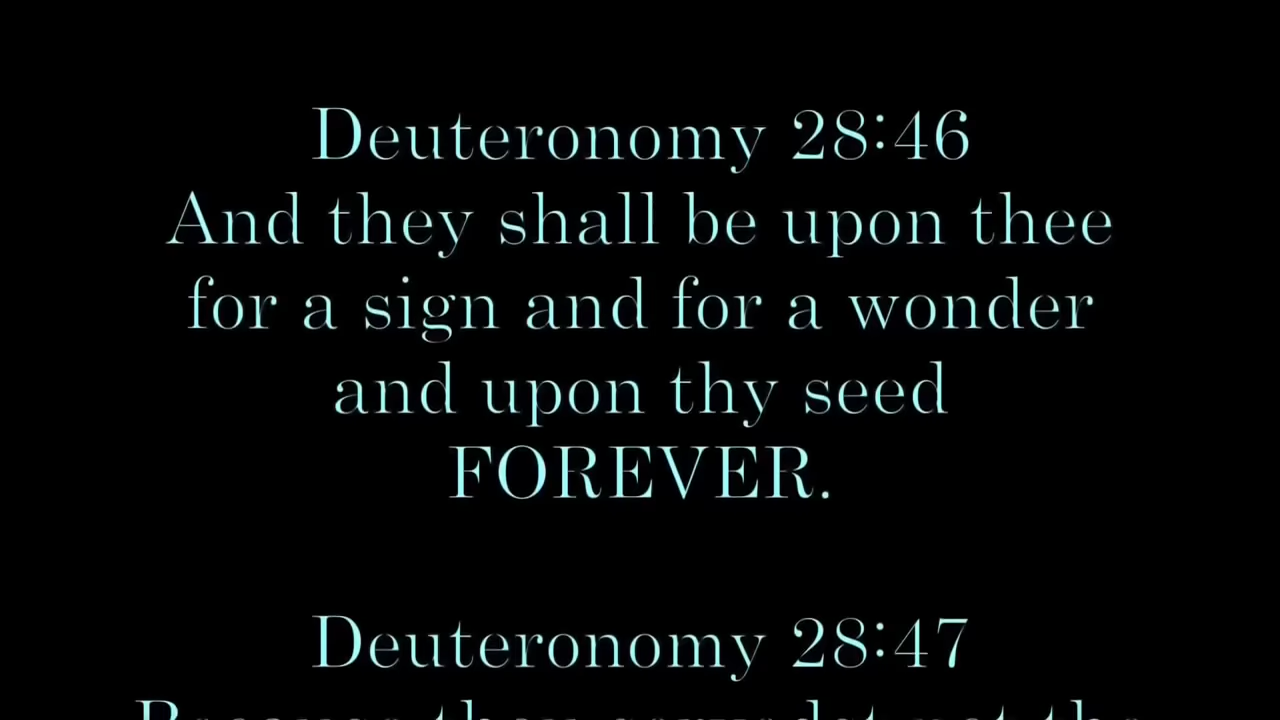 Deuteronomy 28:46
And they shall be upon thee
for a sign and for a wonder
and upon thy seed
FOREVER.
Deuteronomy 28:47